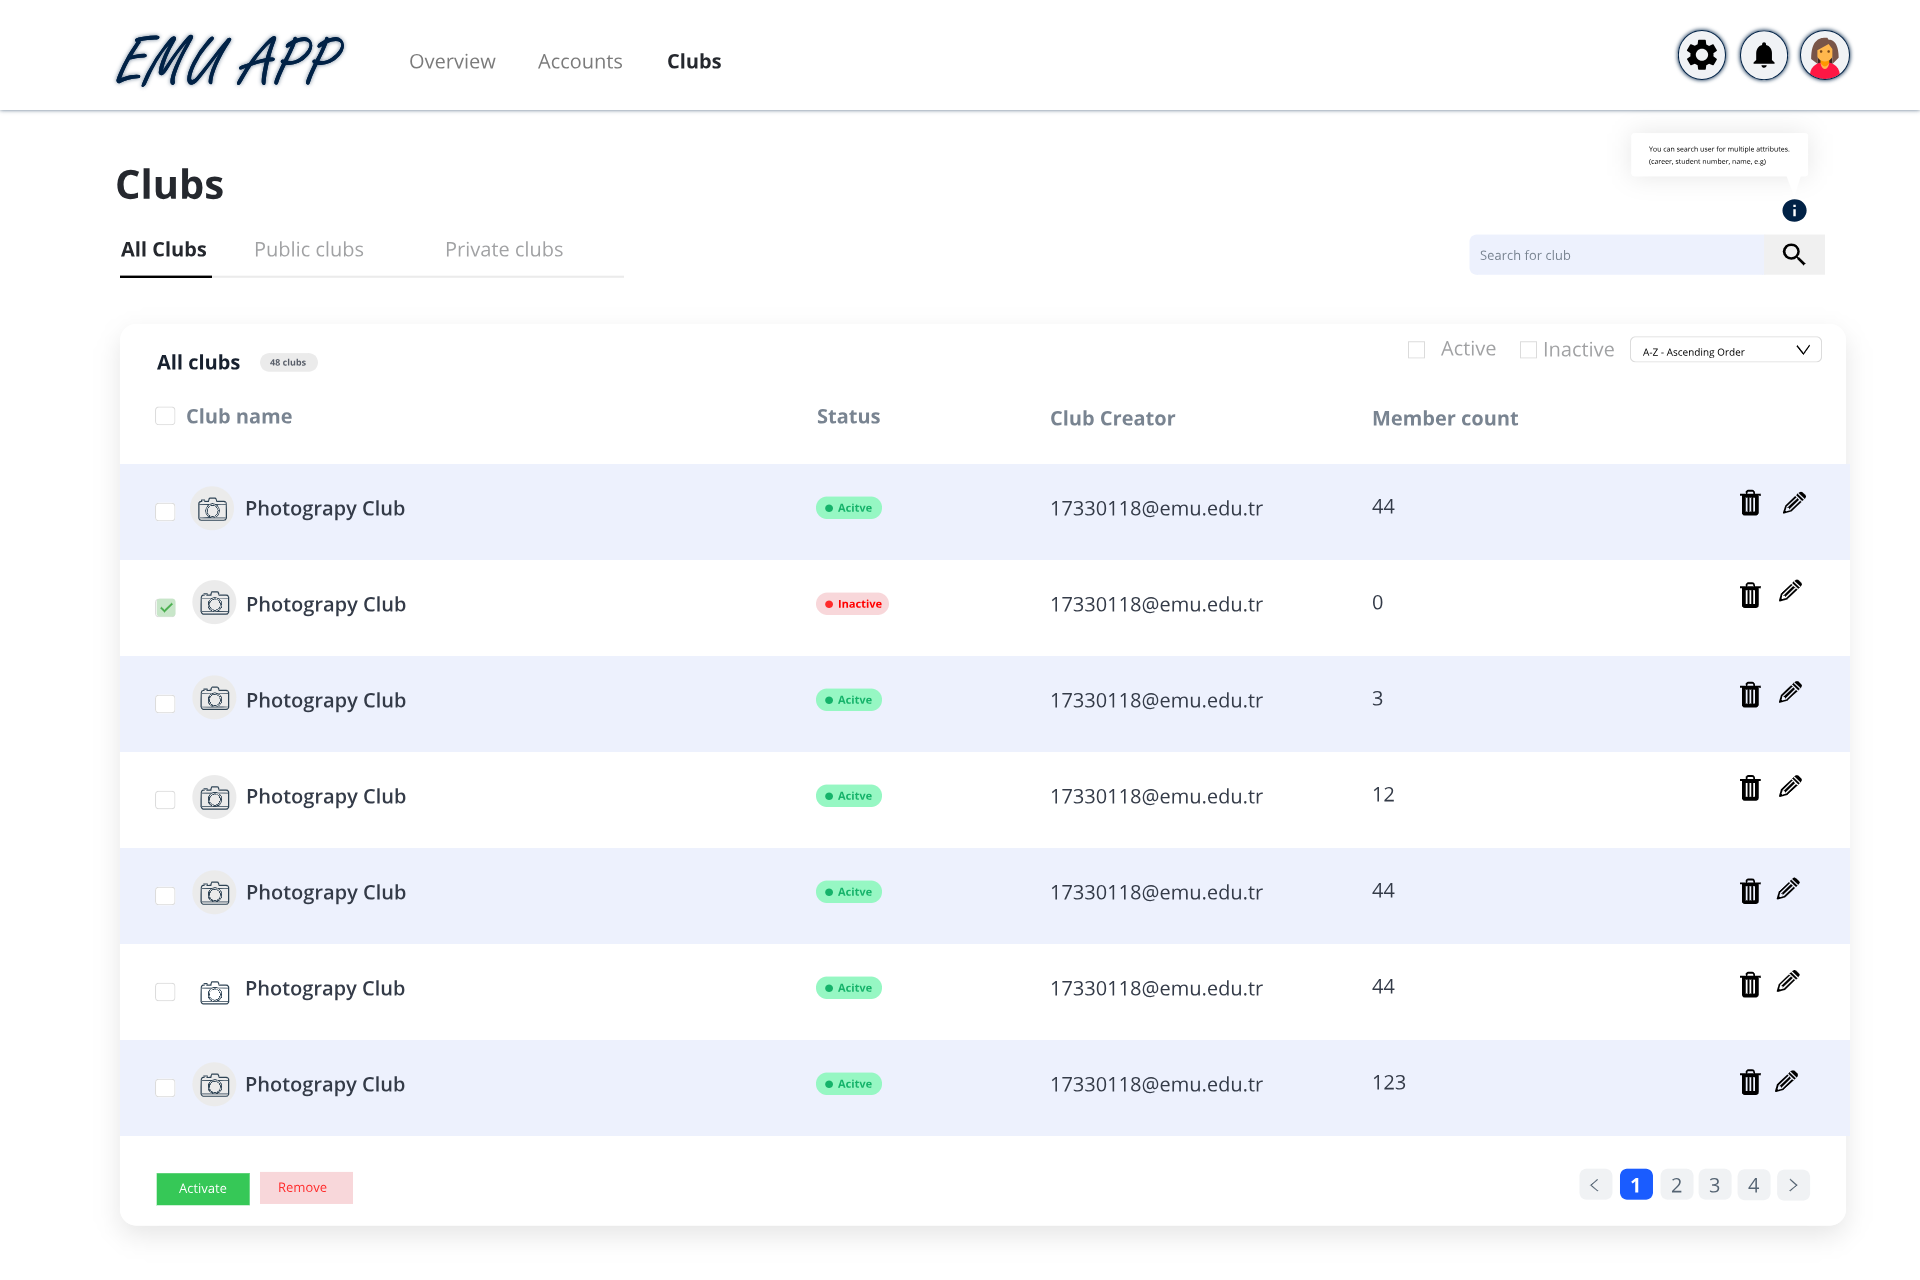 EMU APP
Overview Accounts Clubs
You can search user for multiple attributes.
(career, student number, name, e.g)
Clubs
All Clubs Public clubs Private clubs
Search for club
All clubs 48 clubs Active Inactive A-Z - Ascending Order
Club name Status Club Creator Member count
Photograpy Club Acitve 17330118@emu.edu.tr 44
Photograpy Club Inactive 17330118@emu.edu.tr 0
Photograpy Club Acitve 17330118@emu.edu.tr 3
Photograpy Club Acitve 17330118@emu.edu.tr 12
Photograpy Club Acitve 17330118@emu.edu.tr 44
Photograpy Club Acitve 17330118@emu.edu.tr 44
Photograpy Club Acitve 17330118@emu.edu.tr 123
Activate Remove < 1 2 3 4 >